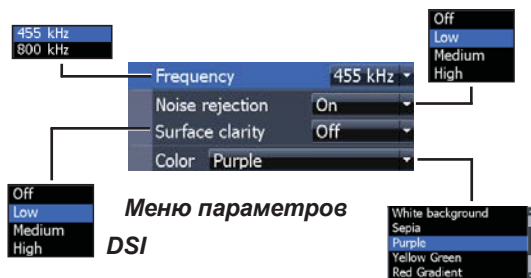 455 kHz
800 kHz
Off
Low
Medium
High
Frequency 455 kHz
Noise rejection On
Surface clarity Off
Color Purple
Off
Low
Medium
High
Меню параметров
DSI
White background
Sepia
Purple
Yellow Green
Red Gradient